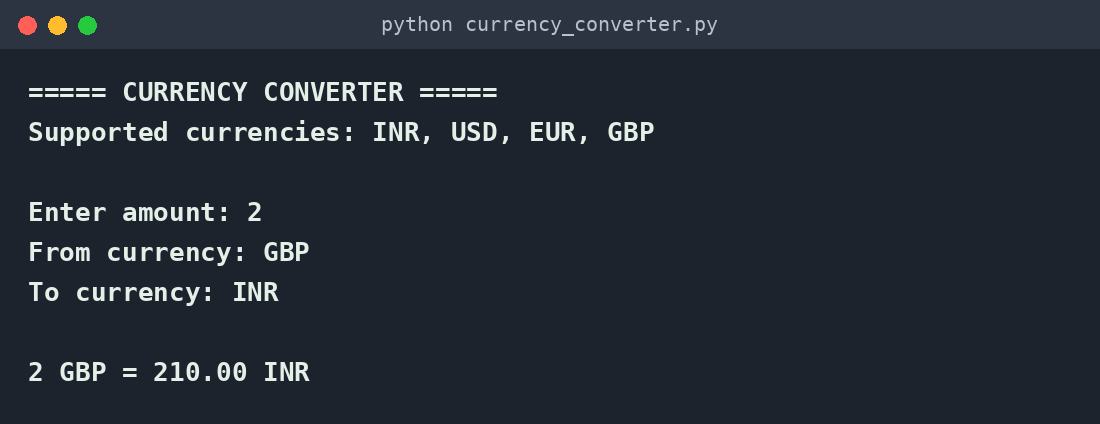 python currency_converter.py
===== CURRENCY CONVERTER =====
Supported currencies: INR, USD, EUR, GBP
Enter amount: 2
From currency: GBP
To currency: INR
2 GBP = 210.00 INR